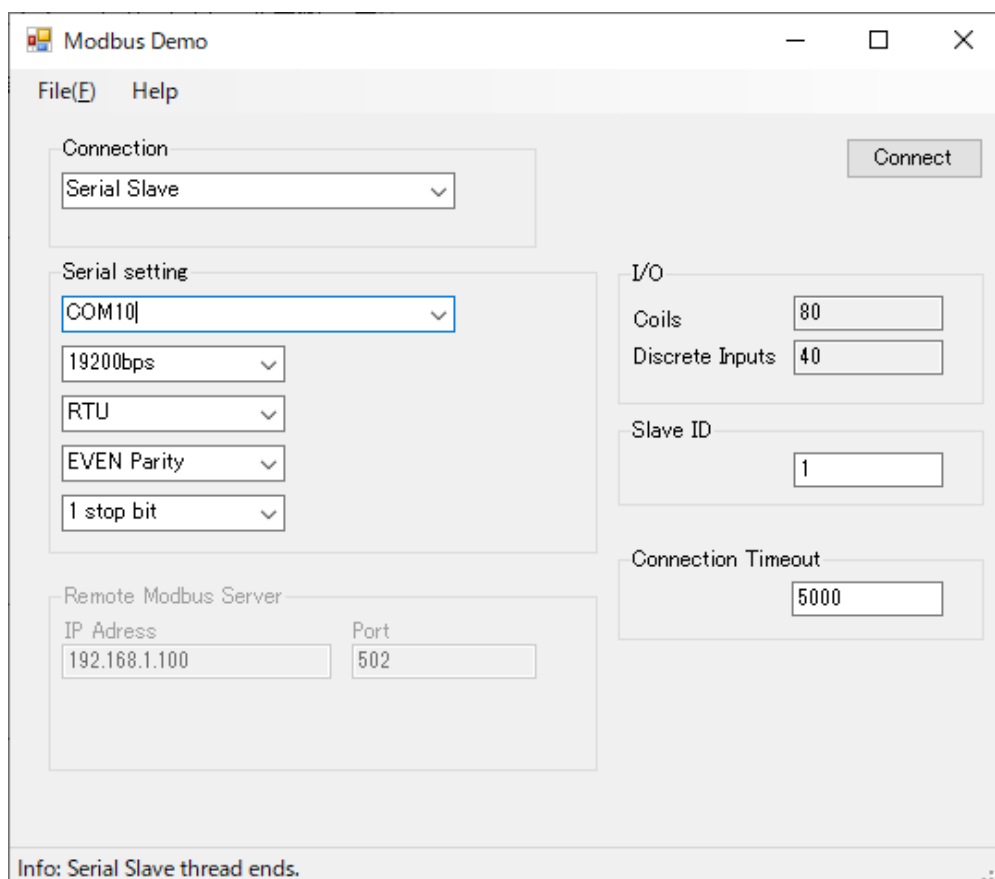 Modbus Demo
File(F) Help
Connection
Serial Slave
Connect
Serial setting
COM10
19200bps
RTU
EVEN Parity
1 stop bit
I/O
Coils 80
Discrete Inputs 40
Slave ID
1
Connection Timeout
5000
Remote Modbus Server
IP Adress Port
192.168.1.100 502
Info: Serial Slave thread ends.